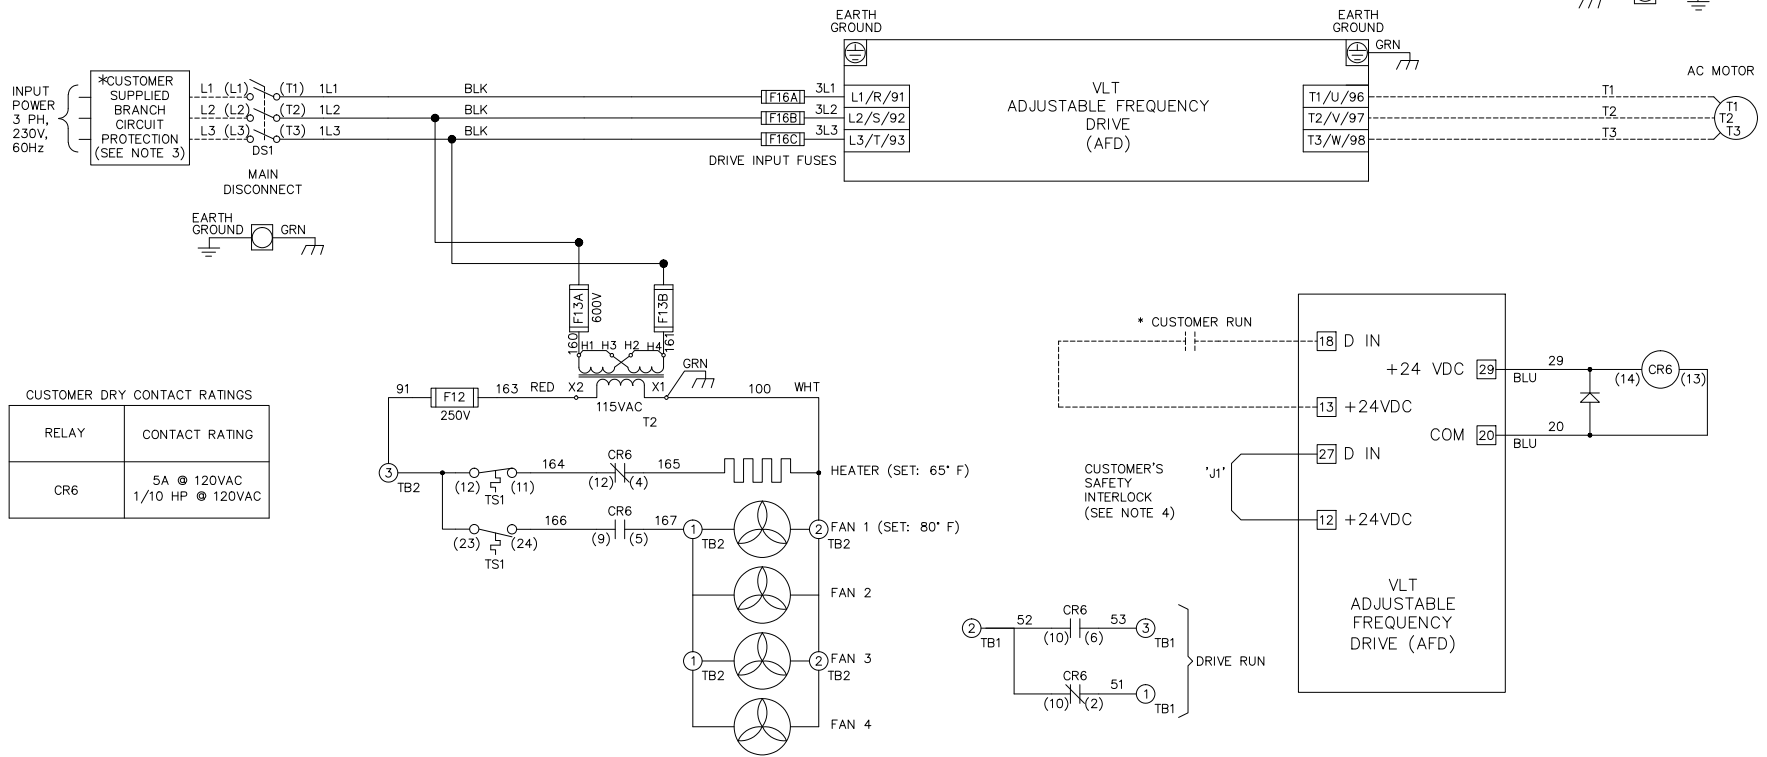 EARTH
GROUND
EARTH
GROUND
GRN
AC MOTOR
INPUT
POWER
3 PH,
230V,
60Hz
*CUSTOMER
SUPPLIED
BRANCH
CIRCUIT
PROTECTION
(SEE NOTE 3)
L1 (L1) (T1) 1L1 BLK F16A 3L1 L1/R/91
L2 (L2) (T2) 1L2 BLK F16B 3L2 L2/S/92
L3 (L3) (T3) 1L3 BLK F16C 3L3 L3/T/93
DS1
MAIN
DISCONNECT
DRIVE INPUT FUSES
VLT
ADJUSTABLE FREQUENCY
DRIVE
(AFD)
T1/U/96 T1 T1
T2/V/97 T2 T2
T3/W/98 T3 T3
EARTH
GROUND GRN
F13A
600V
F13B
160
161
H1 H3 H2 H4
GRN
91 F12 163 RED X2 X1 100 WHT
250V
115VAC
T2
CUSTOMER DRY CONTACT RATINGS
RELAY CONTACT RATING
CR6 5A @ 120VAC
1/10 HP @ 120VAC
3
TB2
(12) TS1 (11)
164
CR6
(12) (4)
165
HEATER (SET: 65° F)
(23) (24)
TS1
166
CR6
(9) (5)
167
1
TB2
2
TB2
FAN 1 (SET: 80° F)
FAN 2
1
TB2
2
TB2
FAN 3
FAN 4
2
TB1
52
CR6
(10) (6)
53
3
TB1
CR6
(10) (2)
51
1
TB1
DRIVE RUN
* CUSTOMER RUN
18 D IN
13 +24VDC
27 D IN
12 +24VDC
CUSTOMER'S
SAFETY
INTERLOCK
(SEE NOTE 4)
'J1'
+24 VDC 29
BLU
29
(14) CR6 (13)
COM 20
BLU
20
VLT
ADJUSTABLE
FREQUENCY
DRIVE (AFD)